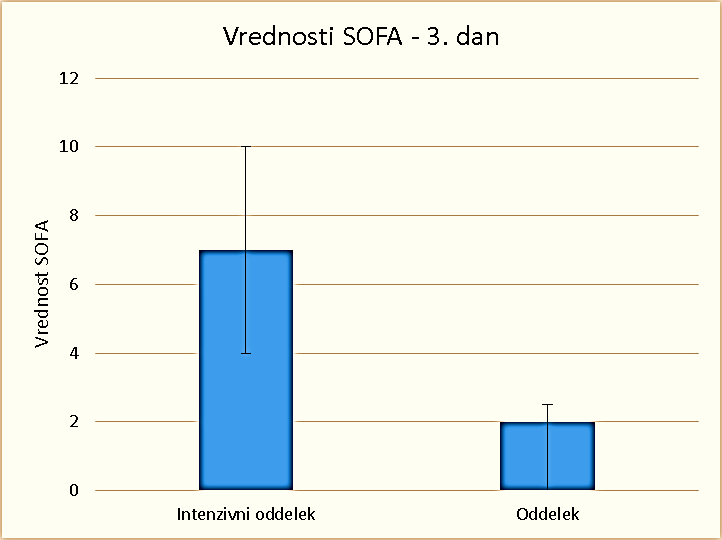 Vrednosti SOFA - 3. dan
12
10
8
6
4
2
0
Vrednost SOFA
Intenzivni oddelek
Oddelek